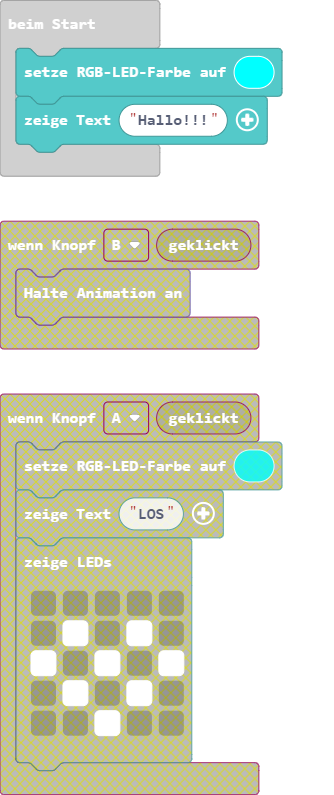 beim Start
setze RGB-LED-Farbe auf
zeige Text "Hallo!!!"
wenn Knopf B geklickt
Halte Animation an
wenn Knopf A geklickt
setze RGB-LED-Farbe auf
zeige Text "LOS"
zeige LEDs